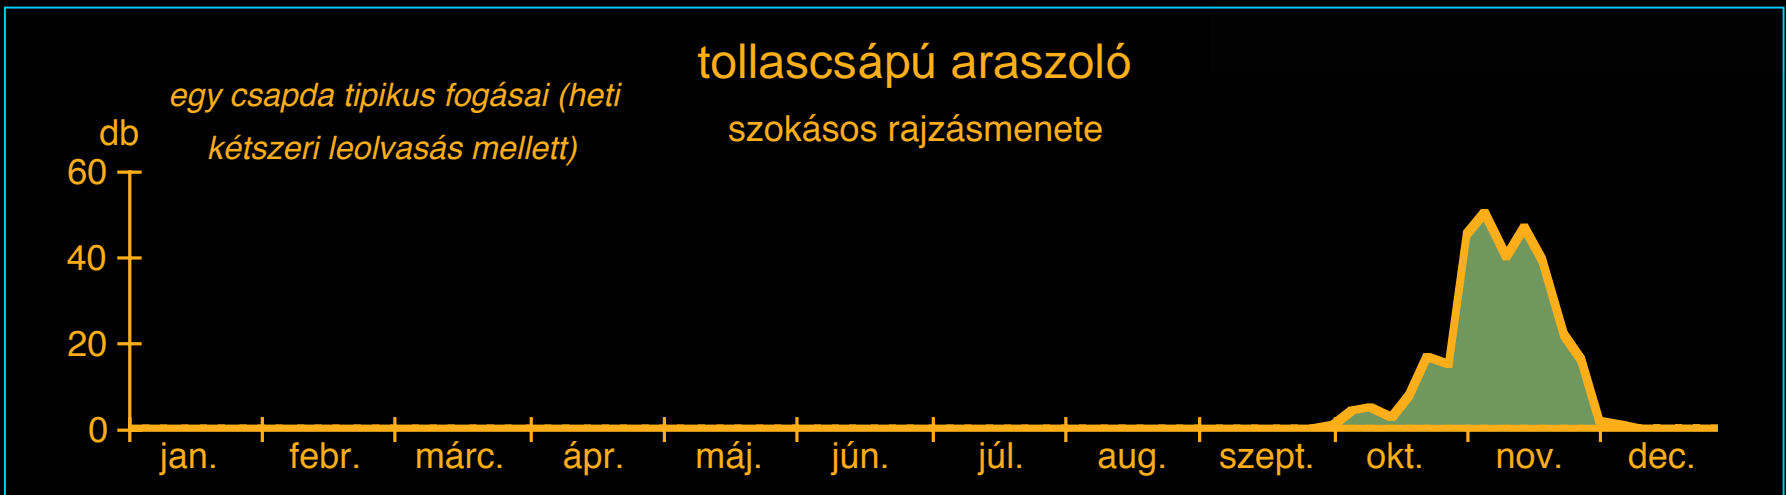 tollascsápú araszoló
szokásos rajzásmenete
egy csapda tipikus fogásai (heti
kétszeri leolvasás mellett)
db
60
40
20
0
jan. febr. márc. ápr. máj. jún. júl. aug. szept. okt. nov. dec.